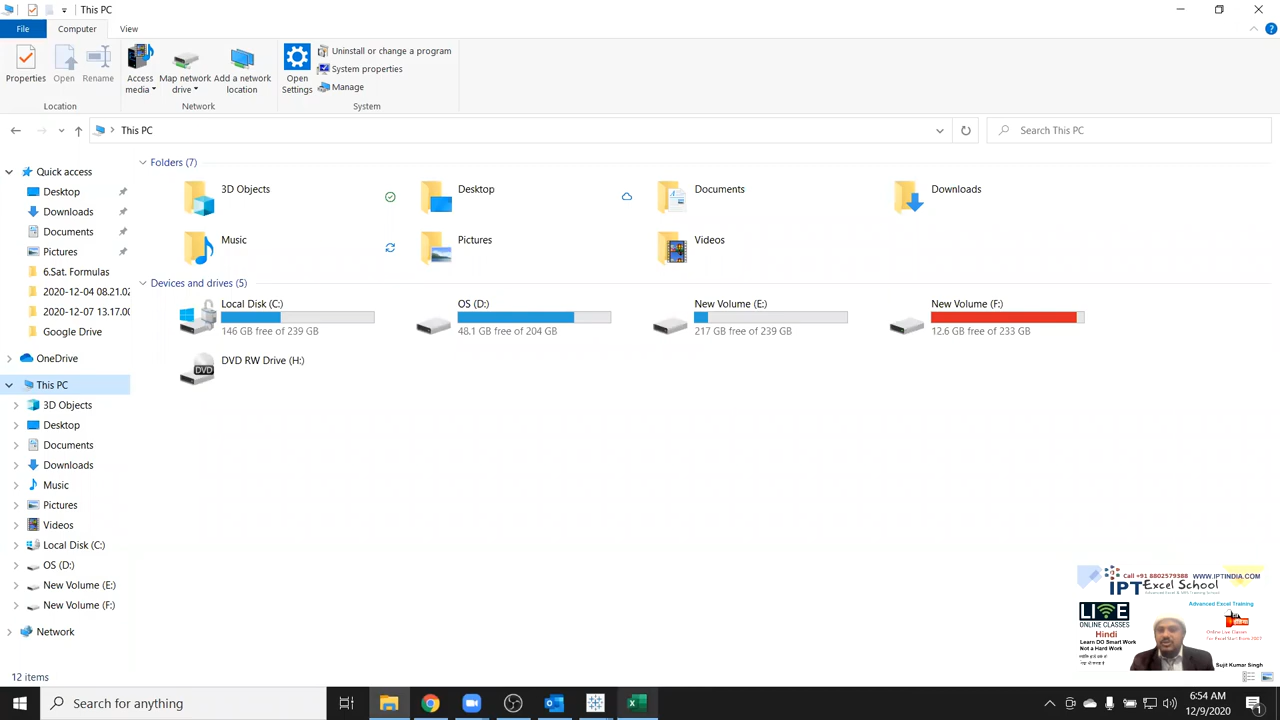 This PC
File
Computer
View
Properties
Open
Rename
Access media
Map network drive
Add a network location
Open Settings
Uninstall or change a program
System properties
Manage
Location
Network
System
This PC
Search This PC
Quick access
Desktop
Downloads
Documents
Pictures
6.Sat. Formulas
2020-12-04 08.21.02
2020-12-07 13.17.00
Google Drive
OneDrive
This PC
3D Objects
Desktop
Documents
Downloads
Music
Pictures
Videos
Local Disk (C:)
OS (D:)
New Volume (E:)
New Volume (F:)
Network
Folders (7)
3D Objects
Desktop
Documents
Downloads
Music
Pictures
Videos
Devices and drives (5)
Local Disk (C:)
146 GB free of 239 GB
OS (D:)
48.1 GB free of 204 GB
New Volume (E:)
217 GB free of 239 GB
New Volume (F:)
12.6 GB free of 233 GB
DVD
DVD RW Drive (H:)
Call +91 8802579388 WWW.IPTINDIA.COM
IPT Excel School
LIVE
ONLINE CLASSES
Hindi
Learn DO Smart Work
Not a Hard Work
Advanced Excel Training
Sujit Kumar Singh
12 items
Search for anything
6:54 AM
12/9/2020
1